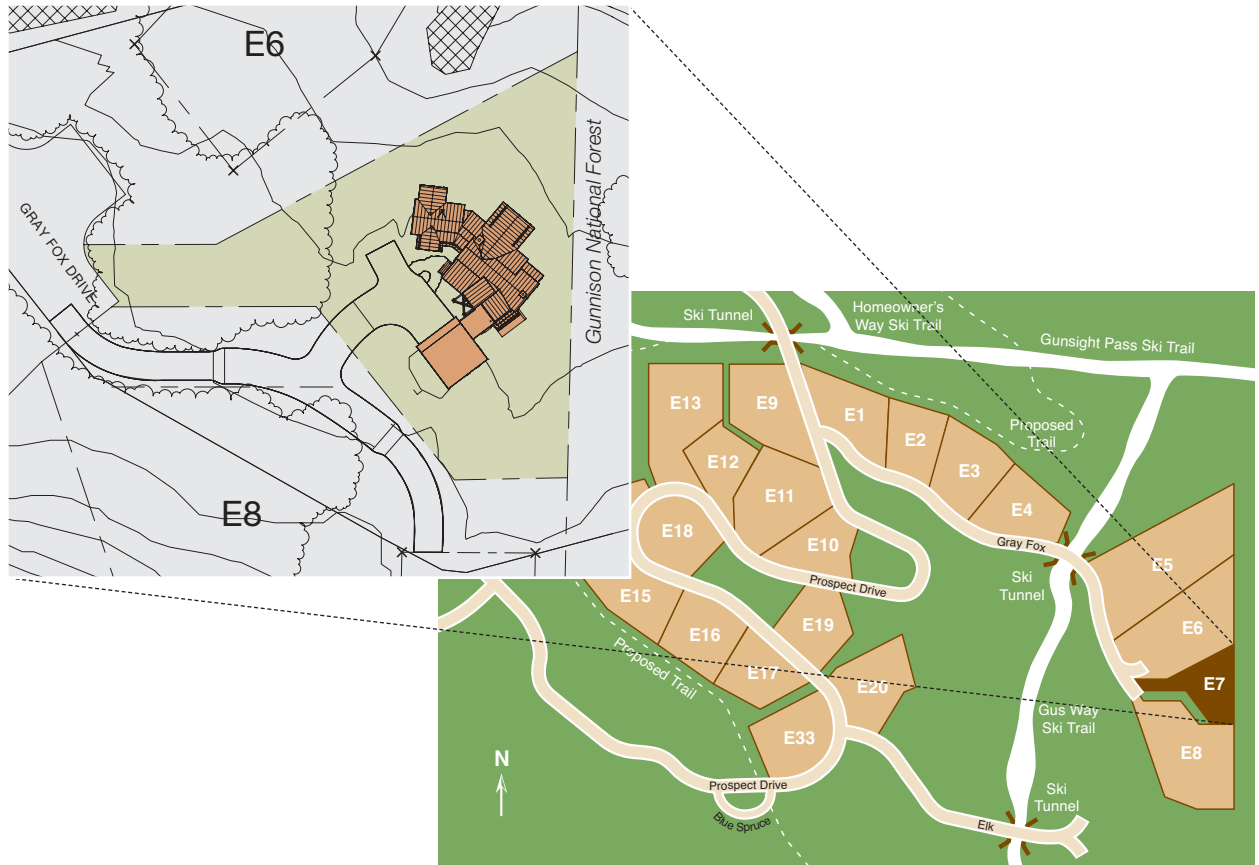 E6
GRAY FOX DRIVE
Gunnison National Forest
E8
Ski Tunnel
Homeowner's
Way Ski Trail
Gunsight Pass Ski Trail
E13
E9
E1
E2
Proposed
Trail
E12
E3
E11
E4
E18
E10
Gray Fox
E5
Prospect Drive
Ski
Tunnel
E15
E16
E19
E6
Proposed Trail
E17
E20
E7
Gus Way
Ski Trail
E33
E8
N
Prospect Drive
Blue Spruce
Ski
Tunnel
Elk